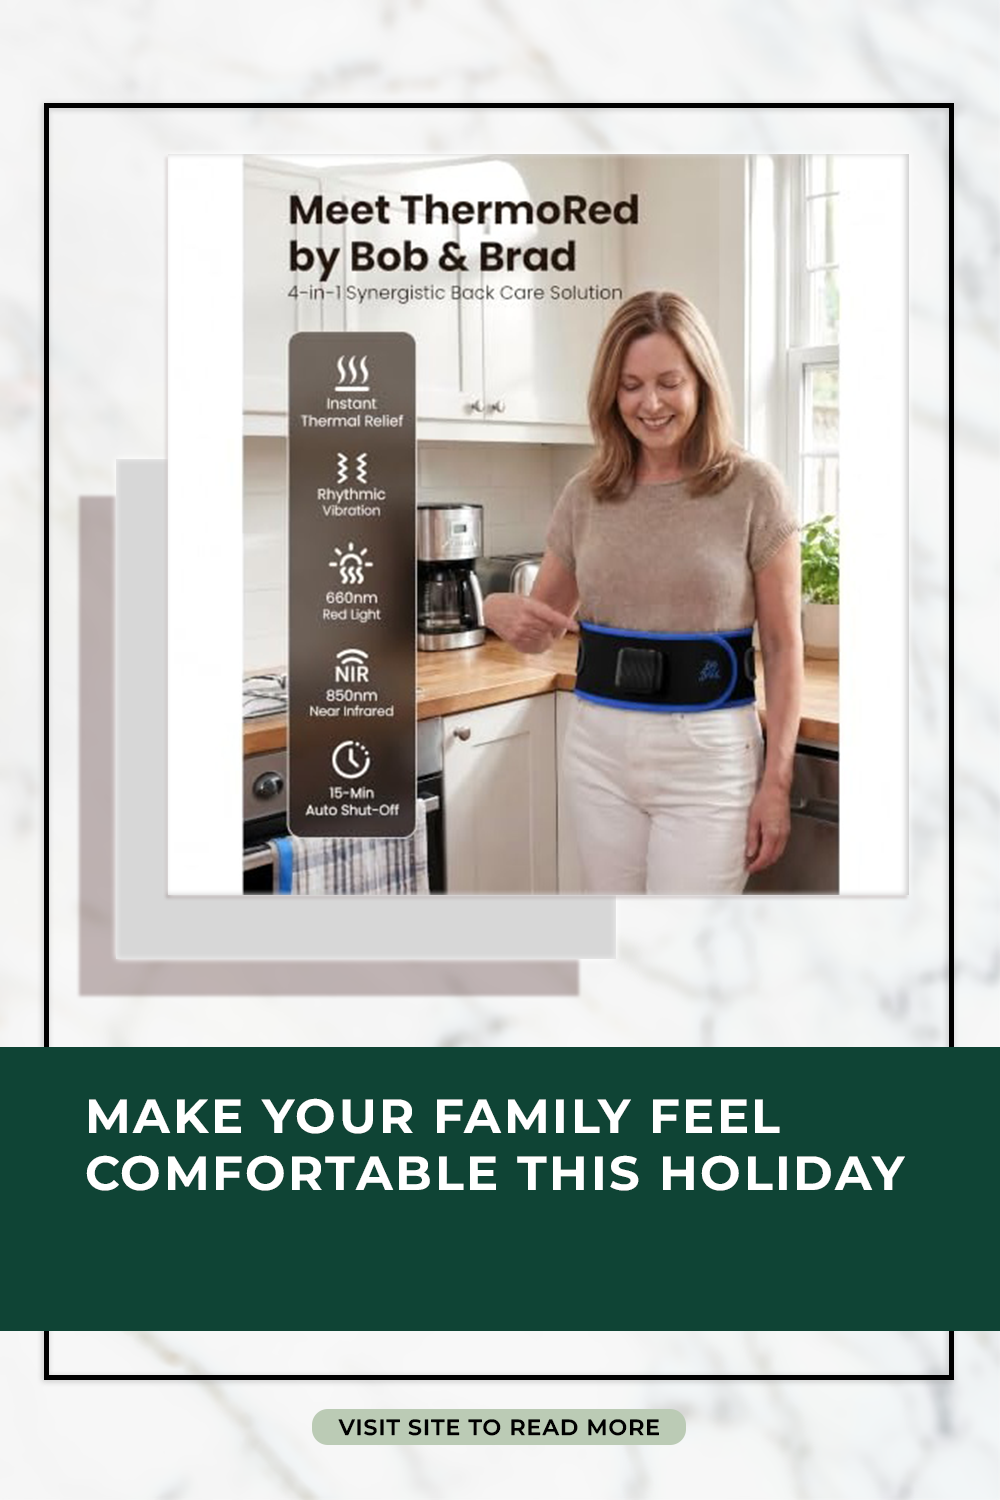 Meet ThermoRed
by Bob & Brad
4-in-1 Synergistic Back Care Solution
Instant
Thermal Relief
Rhythmic
Vibration
660nm
Red Light
NIR
850nm
Near Infrared
15-Min
Auto Shut-Off
MAKE YOUR FAMILY FEEL
COMFORTABLE THIS HOLIDAY
VISIT SITE TO READ MORE